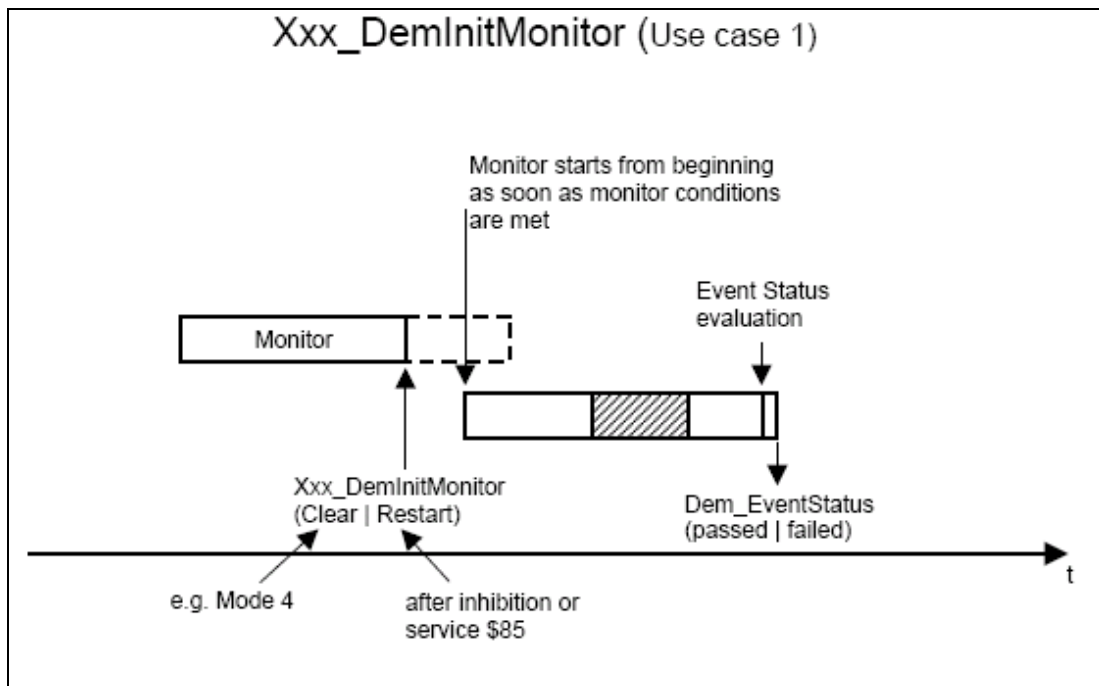 Xxx_DemInitMonitor (Use case 1)
Monitor starts from beginning
as soon as monitor conditions
are met
Event Status
evaluation
Monitor
Xxx_DemInitMonitor
(Clear | Restart)
Dem_EventStatus
(passed | failed)
t
e.g. Mode 4
after inhibition or
service $85